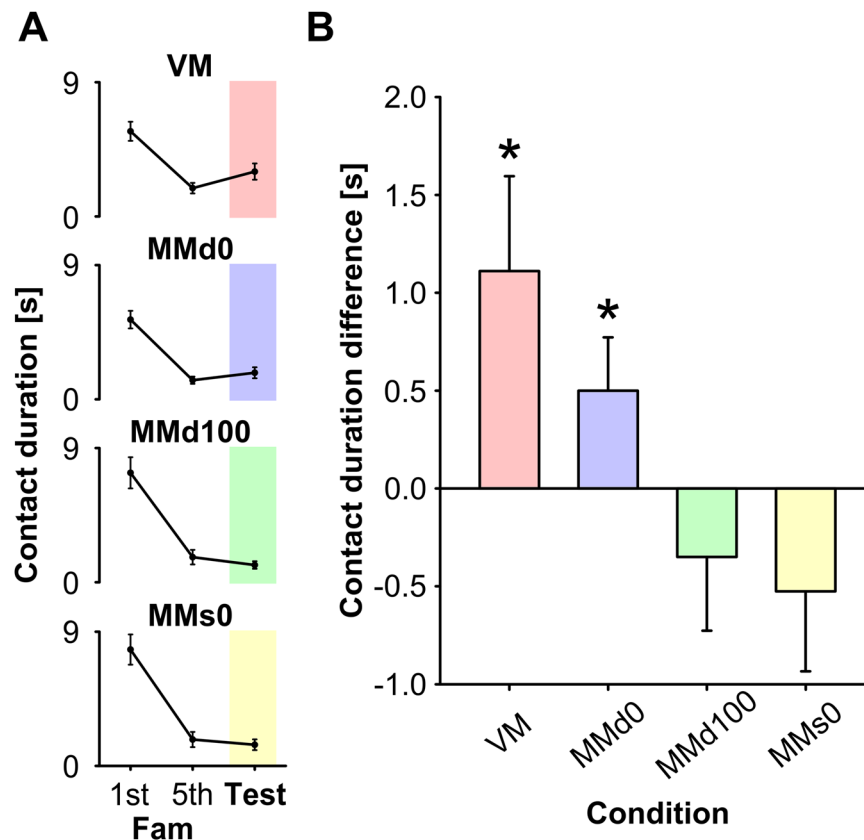 A
VM
9
0
MMd0
9
0
MMd100
9
0
MMs0
9
0
1st 5th Test
Fam
Contact duration [s]
B
2.0
1.5
1.0
0.5
0.0
-0.5
-1.0
Contact duration difference [s]
*
*
VM
MMd0
MMd100
MMs0
Condition